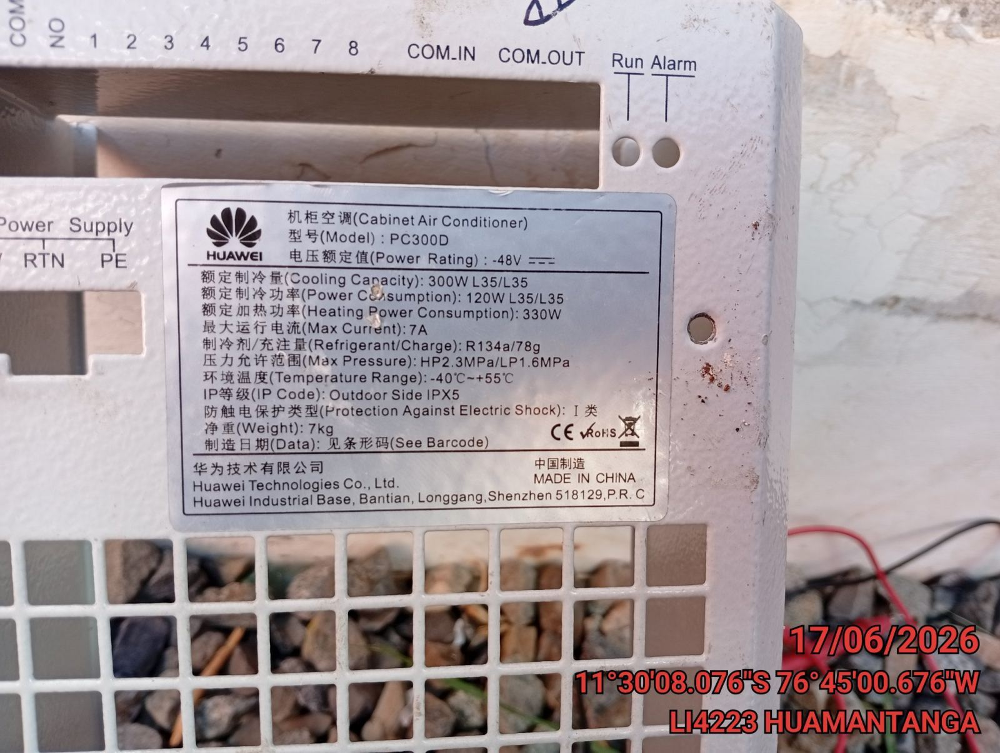 COM
NO
1 2 3 4 5 6 7 8 COM_IN COM_OUT Run Alarm
Power Supply
RTN PE
HUAWEI
机柜空调(Cabinet Air Conditioner)
型号(Model) : PC300D
电压额定值(Power Rating) : -48V
额定制冷量(Cooling Capacity): 300W L35/L35
额定制冷功率(Power Consumption): 120W L35/L35
额定加热功率(Heating Power Consumption): 330W
最大运行电流(Max Current): 7A
制冷剂/充注量(Refrigerant/Charge): R134a/78g
压力允许范围(Max Pressure): HP2.3MPa/LP1.6MPa
环境温度(Temperature Range): -40℃~+55℃
IP等级(IP Code): Outdoor Side IPX5
防触电保护类型(Protection Against Electric Shock): I 类
净重(Weight): 7kg
CE RoHS
制造日期(Data): 见条形码(See Barcode)
华为技术有限公司
中国制造
Huawei Technologies Co., Ltd.
MADE IN CHINA
Huawei Industrial Base, Bantian, Longgang,Shenzhen 518129,P.R. C
17/06/2026
11°30'08.076"S 76°45'00.676"W
LI4223 HUAMANTANGA